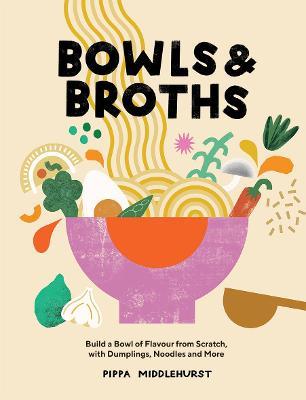 BOWLS &
BROTHS
Build a Bowl of Flavour from Scratch,
with Dumplings, Noodles and More
PIPPA MIDDLEHURST